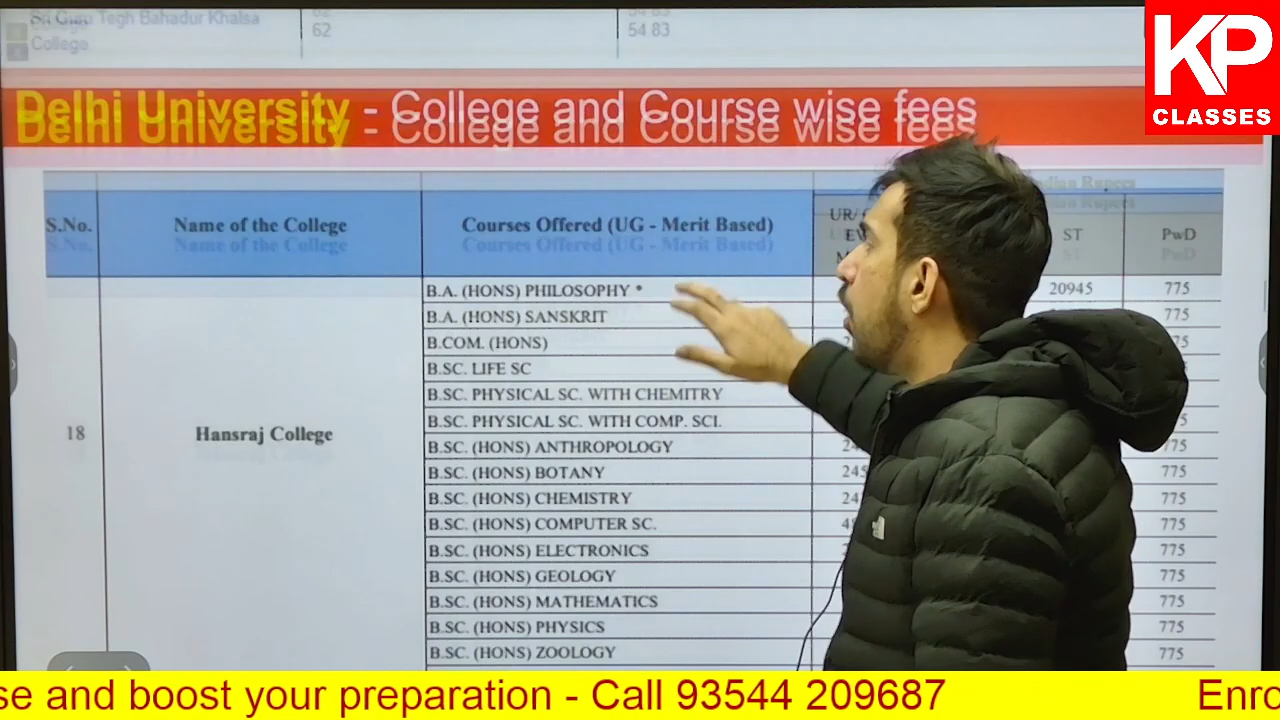 Sri Guru Tegh Bahadur Khalsa
College
62
54 83
KP
CLASSES
Delhi University - College and Course wise fees
S.No. Name of the College Courses Offered (UG - Merit Based) Indian Rupees
UR/ ST PwD
B.A. (HONS) PHILOSOPHY * 20945 775
B.A. (HONS) SANSKRIT 775
B.COM. (HONS)
B.SC. LIFE SC
B.SC. PHYSICAL SC. WITH CHEMITRY
B.SC. PHYSICAL SC. WITH COMP. SCI.
18 Hansraj College
B.SC. (HONS) ANTHROPOLOGY 775
B.SC. (HONS) BOTANY 775
B.SC. (HONS) CHEMISTRY 775
B.SC. (HONS) COMPUTER SC. 775
B.SC. (HONS) ELECTRONICS 775
B.SC. (HONS) GEOLOGY 775
B.SC. (HONS) MATHEMATICS 775
B.SC. (HONS) PHYSICS 775
B.SC. (HONS) ZOOLOGY 775
se and boost your preparation - Call 93544 209687 Enro